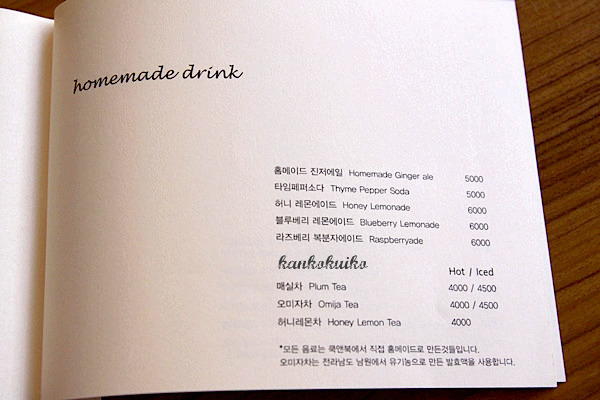 homemade drink
홈메이드 진저에일 Homemade Ginger ale 5000
타임페퍼소다 Thyme Pepper Soda 5000
허니 레몬에이드 Honey Lemonade 6000
블루베리 레몬에이드 Blueberry Lemonade 6000
라즈베리 복분자에이드 Raspberryade 6000
kankokuiko
Hot / Iced
매실차 Plum Tea 4000 / 4500
오미자차 Omija Tea 4000 / 4500
허니레몬차 Honey Lemon Tea 4000
*모든 음료는 쿡앤북에서 직접 홈메이드로 만든것들입니다.
오미자차는 전라남도 남원에서 유기농으로 만든 발효액을 사용합니다.